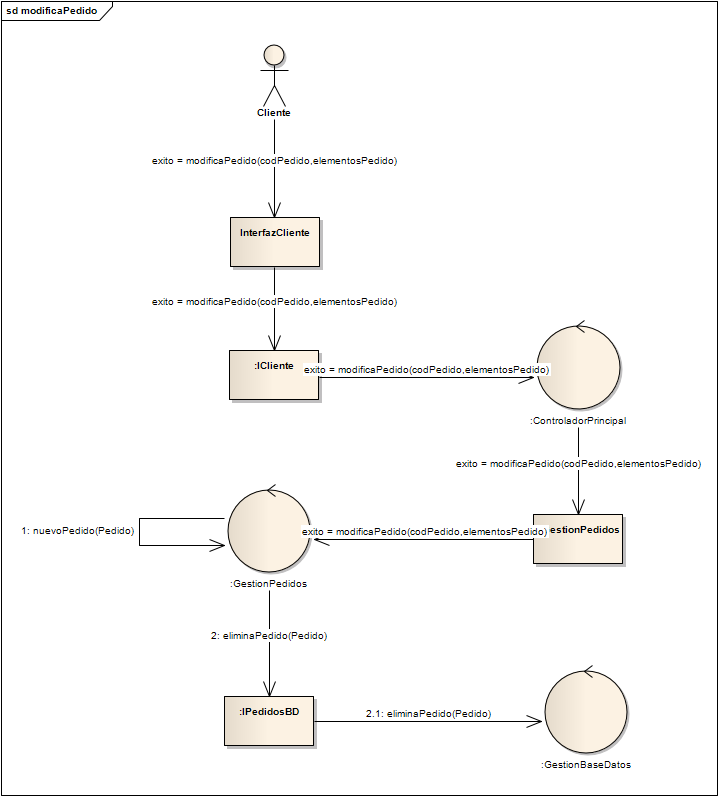 sd modificaPedido
Cliente
exito = modificaPedido(codPedido,elementosPedido)
InterfazCliente
exito = modificaPedido(codPedido,elementosPedido)
:ICliente
exito = modificaPedido(codPedido,elementosPedido)
:ControladorPrincipal
exito = modificaPedido(codPedido,elementosPedido)
estionPedidos
exito = modificaPedido(codPedido,elementosPedido)
1: nuevoPedido(Pedido)
:GestionPedidos
2: eliminaPedido(Pedido)
:IPedidosBD
2.1: eliminaPedido(Pedido)
:GestionBaseDatos